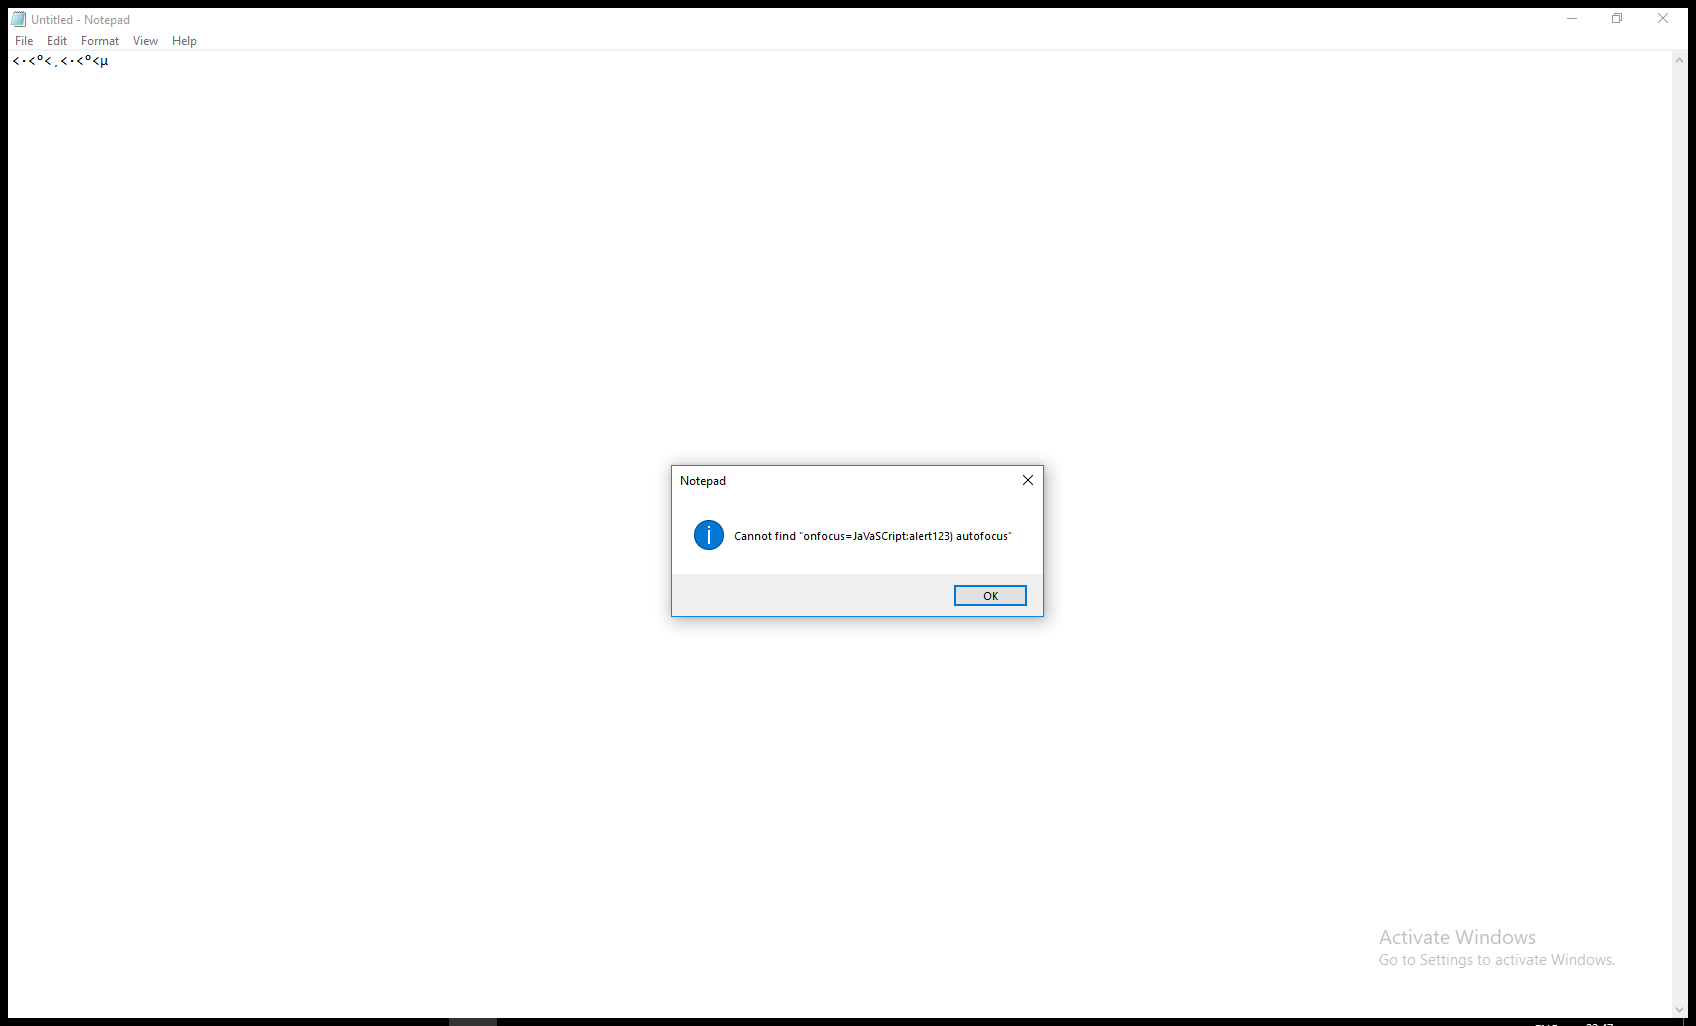 Untitled - Notepad
File Edit Format View Help
<·<º<¸<·<º<µ
Notepad
Cannot find "onfocus=JaVaSCript:alert123) autofocus"
OK
Activate Windows
Go to Settings to activate Windows.